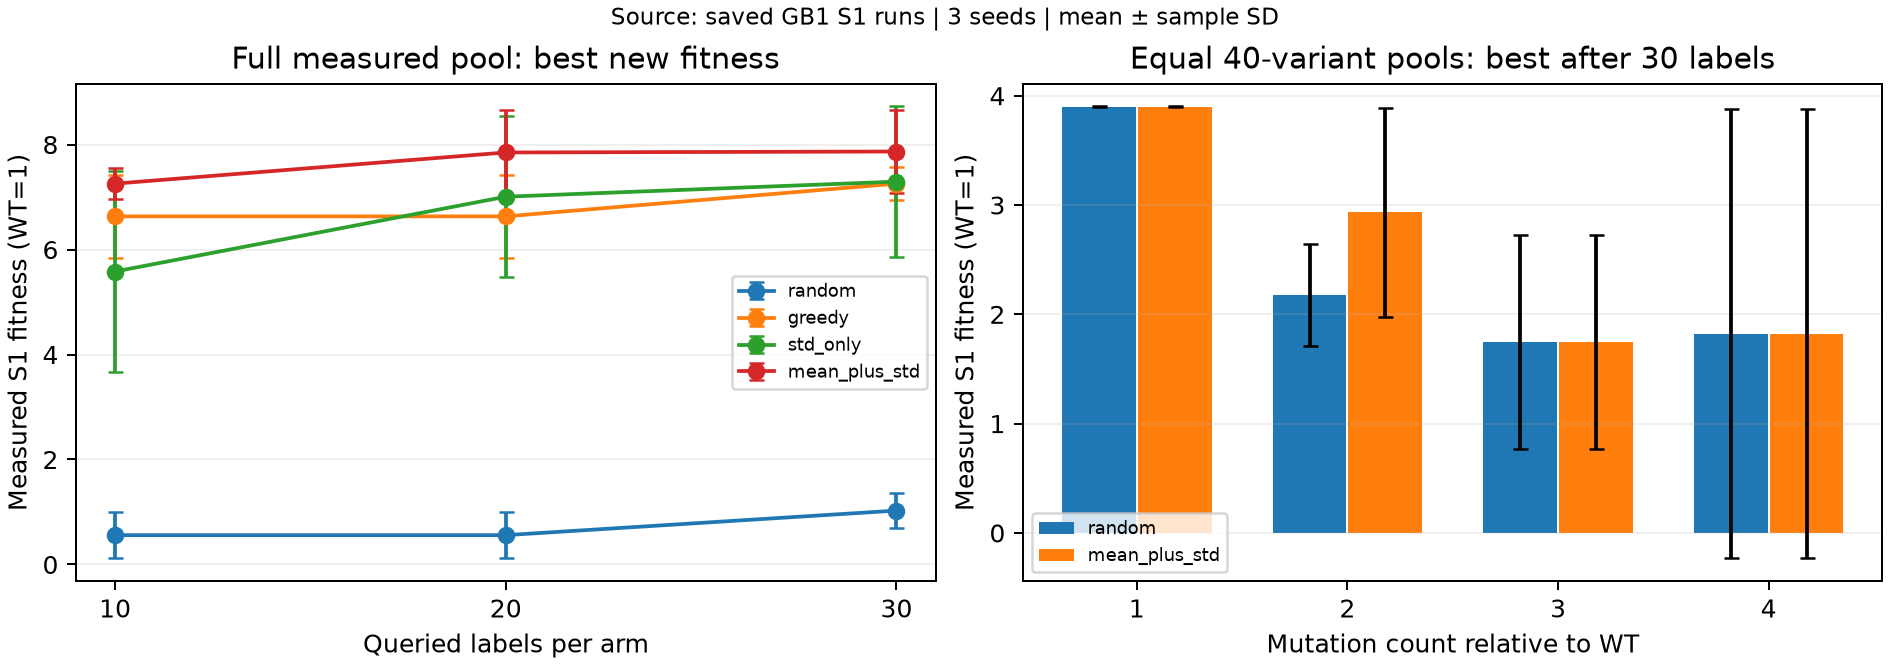 Source: saved GB1 S1 runs | 3 seeds | mean ± sample SD
Full measured pool: best new fitness
Measured S1 fitness (WT=1)
8
6
4
2
0
random
greedy
std_only
mean_plus_std
10 20 30
Queried labels per arm
Equal 40-variant pools: best after 30 labels
Measured S1 fitness (WT=1)
4
3
2
1
0
random
mean_plus_std
1 2 3 4
Mutation count relative to WT